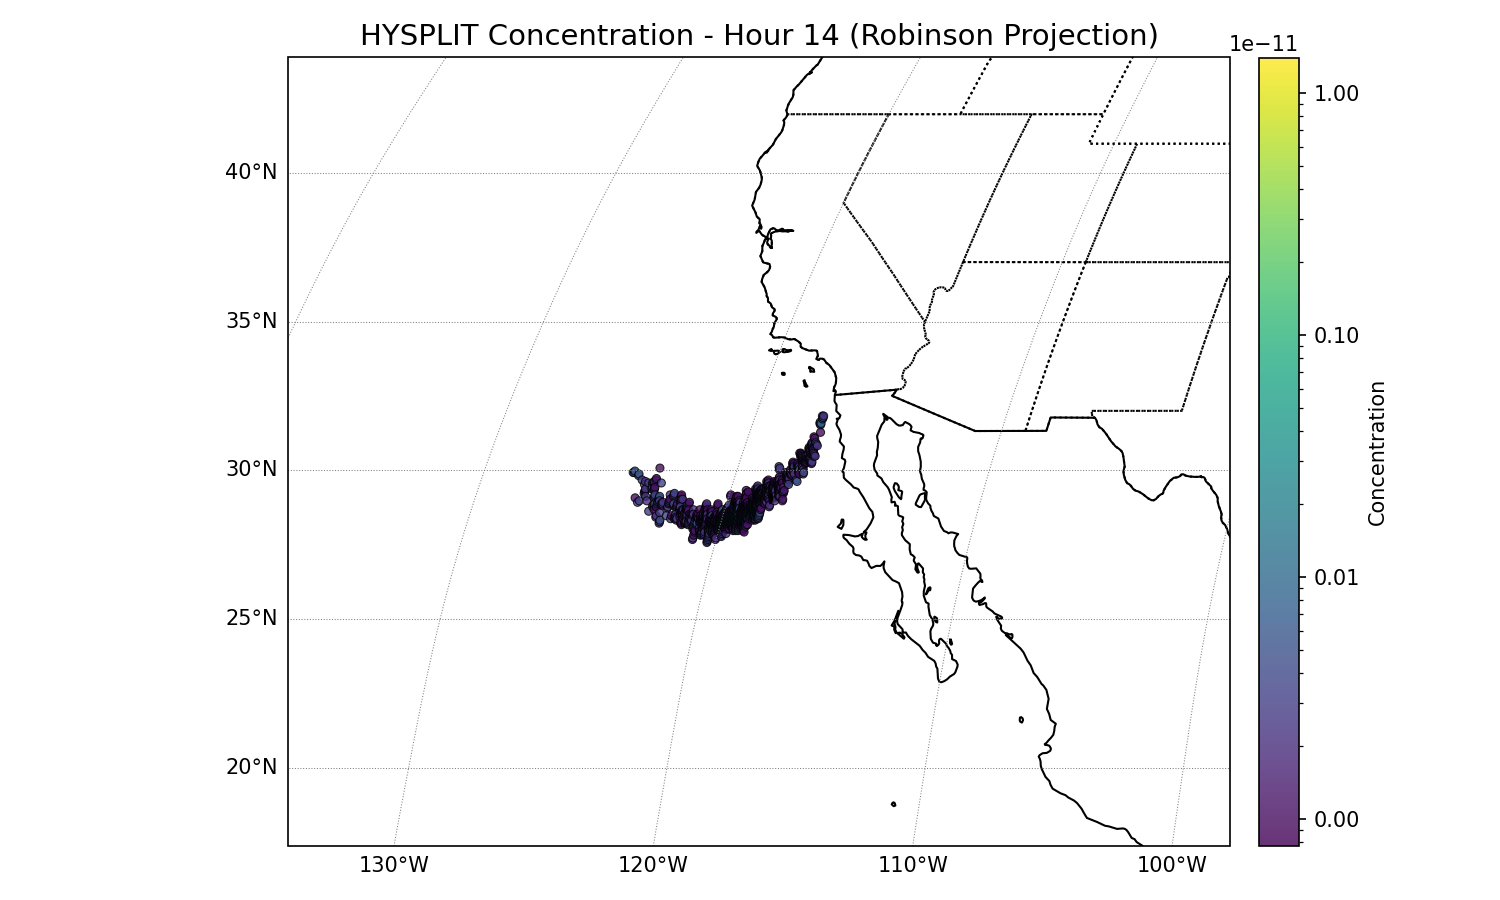 HYSPLIT Concentration - Hour 14 (Robinson Projection)
1e−11
1.00
40°N
35°N
0.10
Concentration
30°N
0.01
25°N
20°N
0.00
130°W 120°W 110°W 100°W